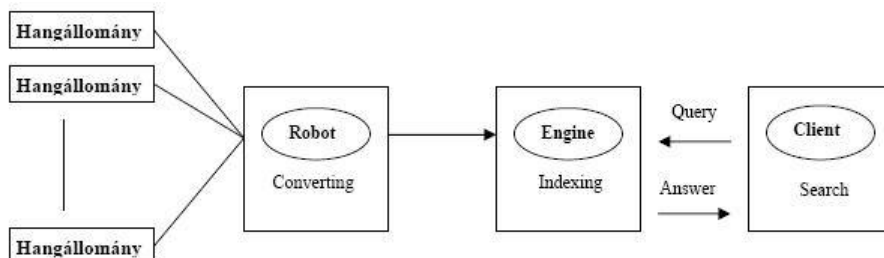 Hangállomány
Hangállomány
Hangállomány
Robot
Converting
Engine
Indexing
Query
Answer
Client
Search